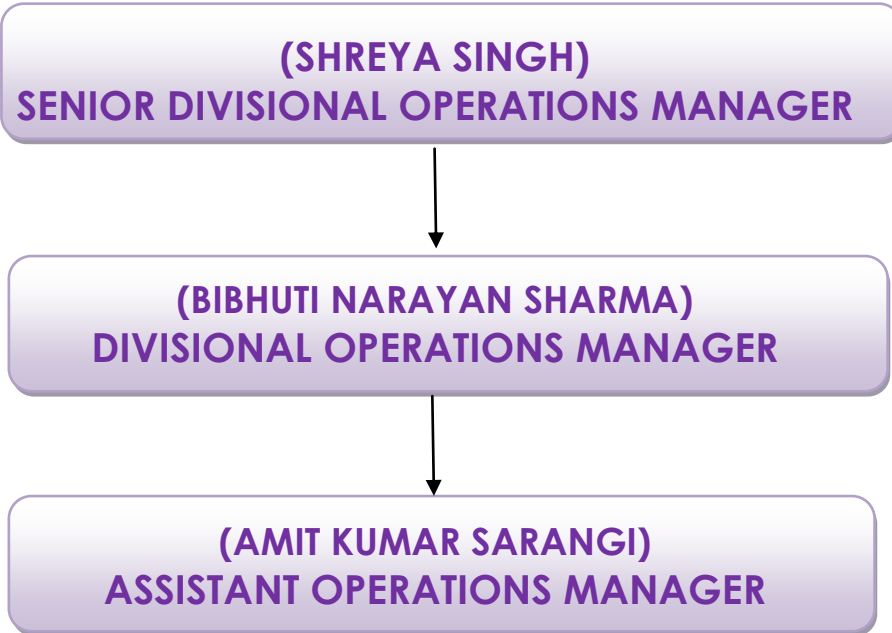 (SHREYA SINGH)
SENIOR DIVISIONAL OPERATIONS MANAGER
(BIBHUTI NARAYAN SHARMA)
DIVISIONAL OPERATIONS MANAGER
(AMIT KUMAR SARANGI)
ASSISTANT OPERATIONS MANAGER